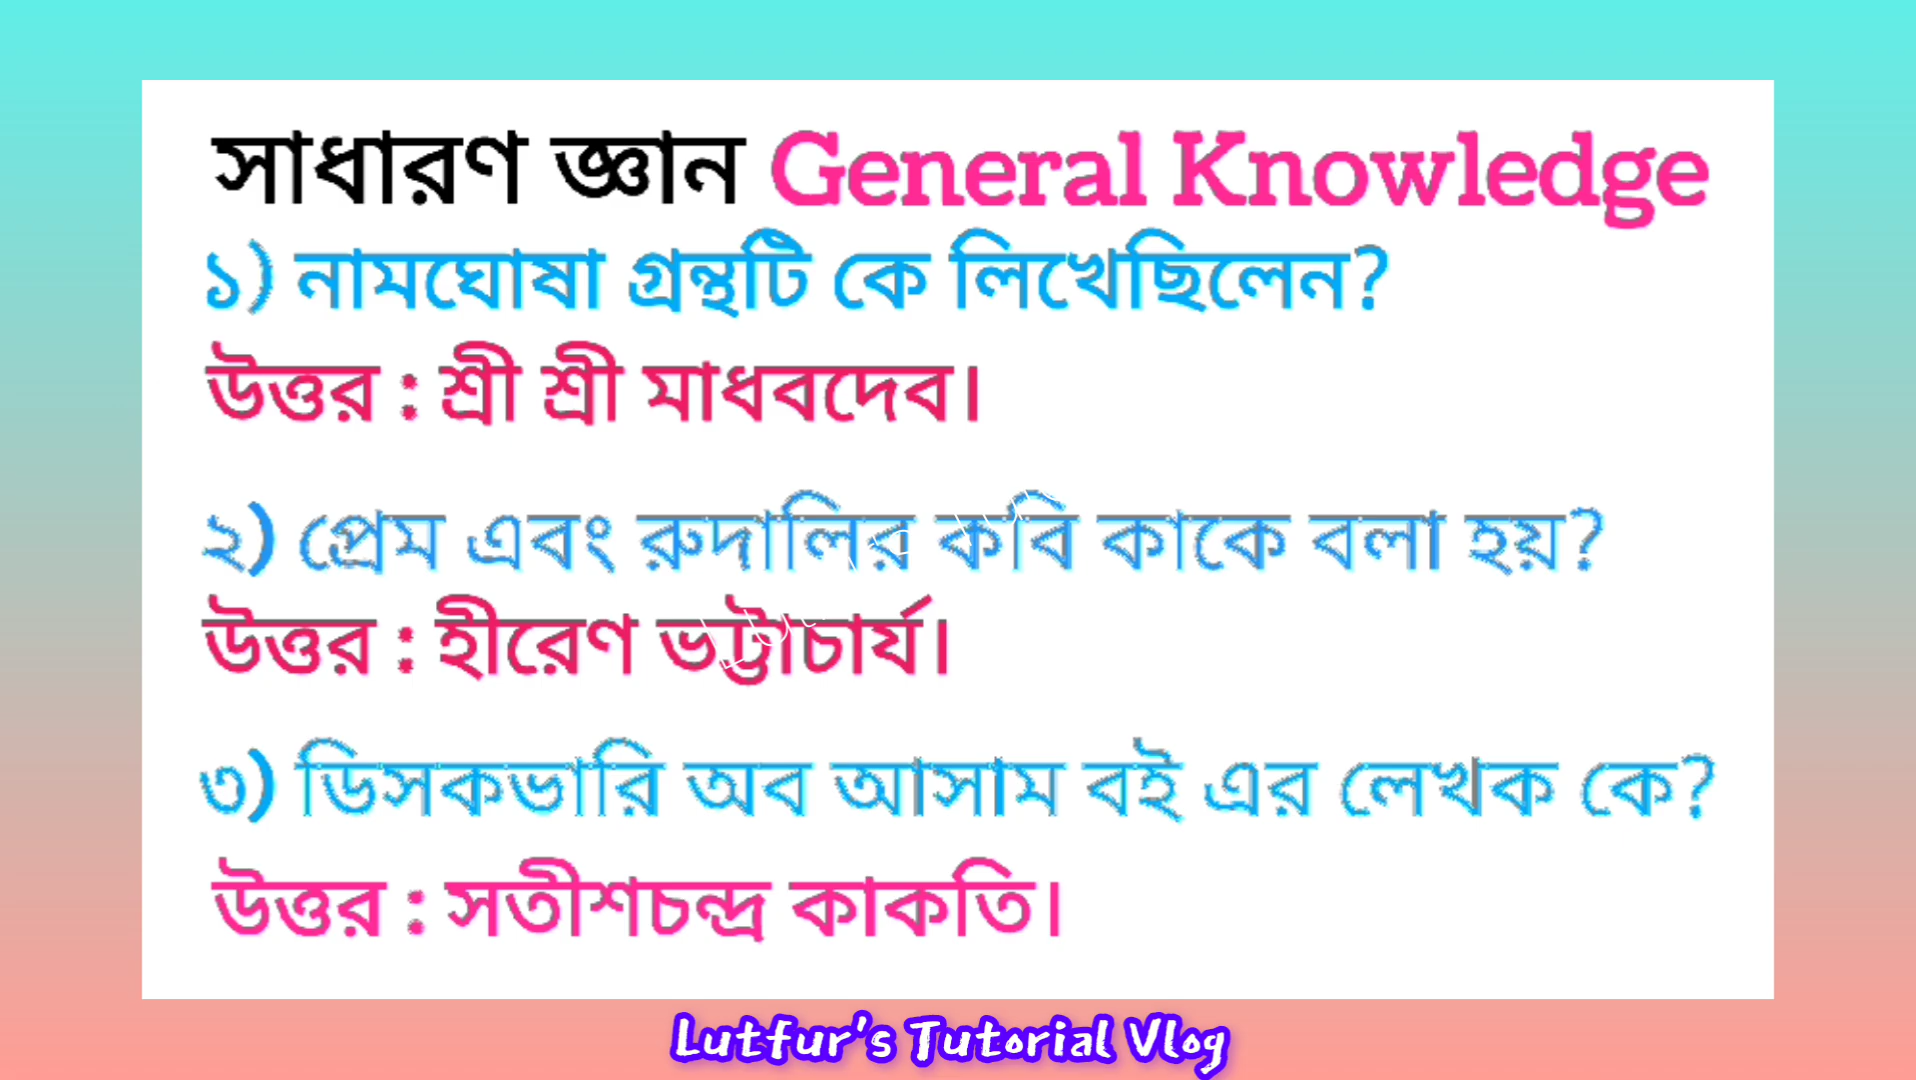 সাধারণ জ্ঞান General Knowledge
১) নামঘোষা গ্রন্থটি কে লিখেছিলেন?
উত্তর : শ্রী শ্রী মাধবদেব।
২) প্রেম এবং রুদালির কবি কাকে বলা হয়?
উত্তর : হীরেণ ভট্টাচার্য।
৩) ডিসকভারি অব আসাম বই এর লেখক কে?
উত্তর : সতীশচন্দ্র কাকতি।
Lutfur's Tutorial Vlog